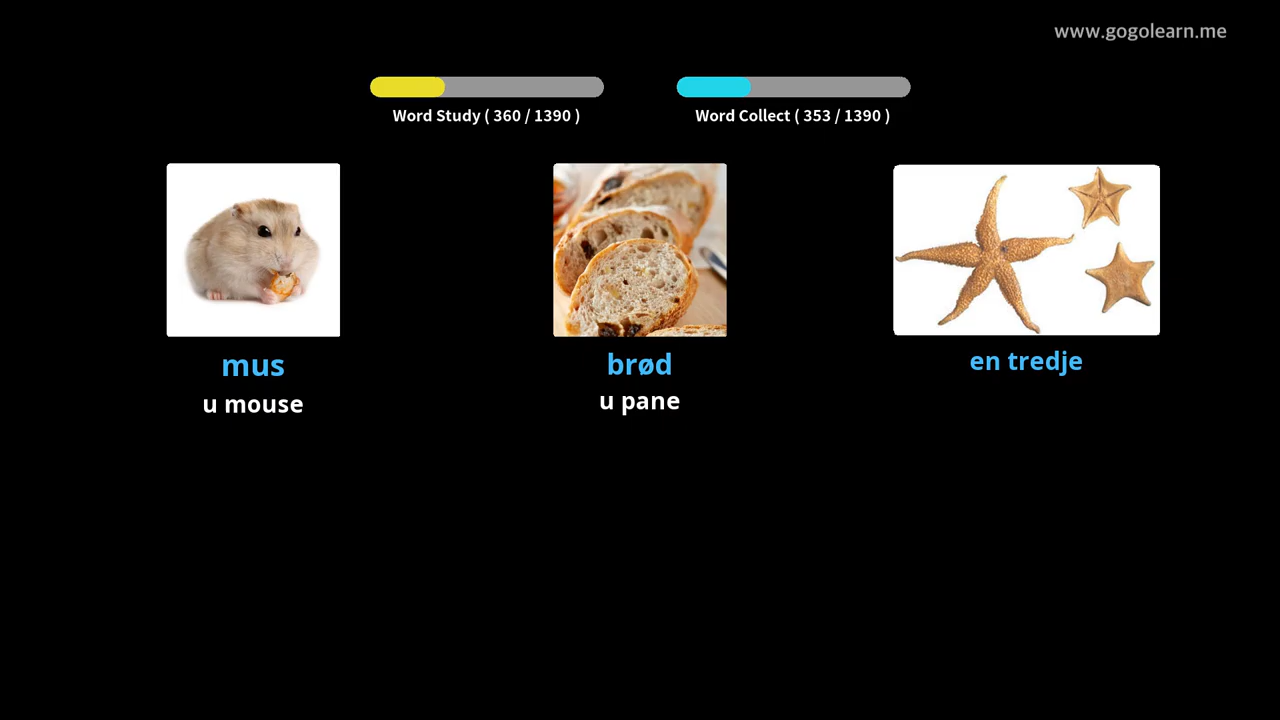 www.gogolearn.me
Word Study ( 360 / 1390 )
Word Collect ( 353 / 1390 )
mus
u mouse
brød
u pane
en tredje